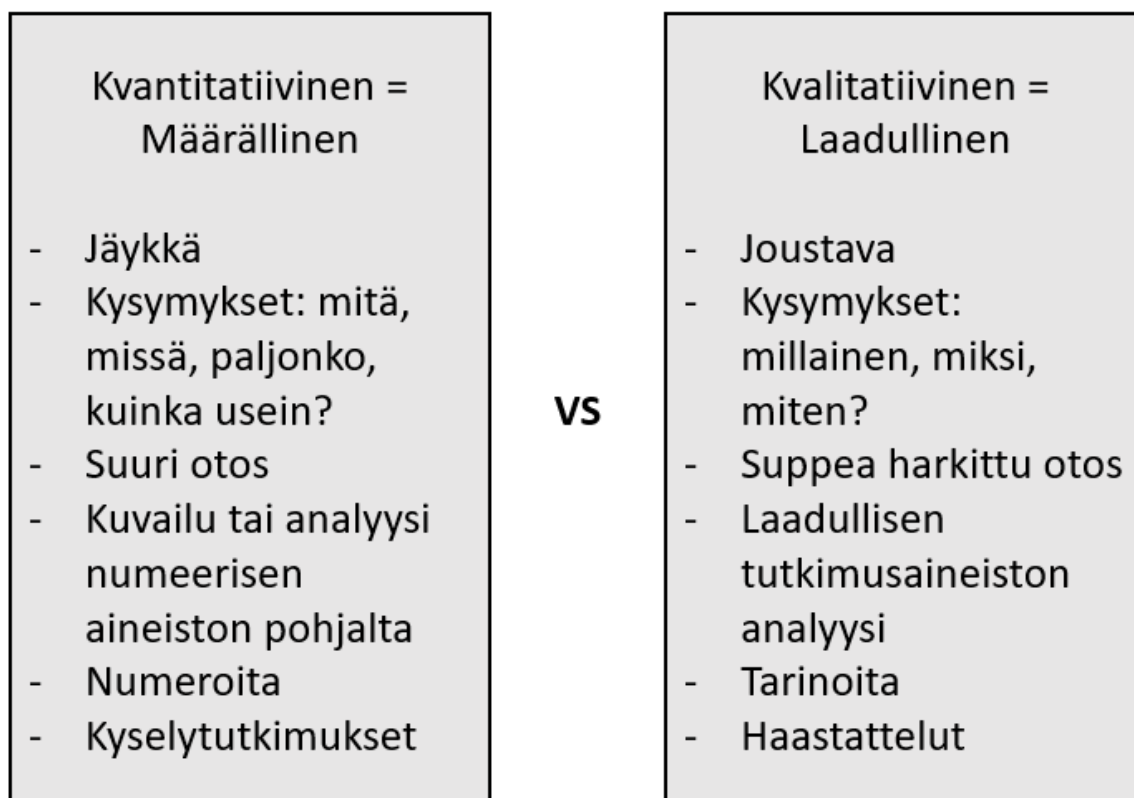 Kvantitatiivinen =
Määrällinen
- Jäykkä
- Kysymykset: mitä,
missä, paljonko,
kuinka usein?
- Suuri otos
- Kuvailu tai analyysi
numeerisen
aineiston pohjalta
- Numeroita
- Kyselytutkimukset
VS
Kvalitatiivinen =
Laadullinen
- Joustava
- Kysymykset:
millainen, miksi,
miten?
- Suppea harkittu otos
- Laadullisen
tutkimusaineiston
analyysi
- Tarinoita
- Haastattelut